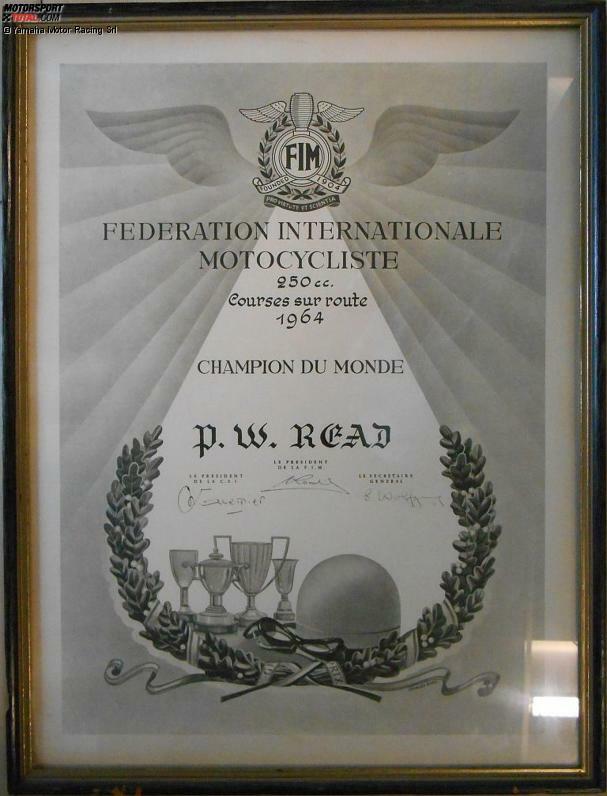 MOTORSPORT
TOTAL.COM
© Yamaha Motor Racing Srl
FIM
FOUNDED 1904
PRO VIRTUTE ET SCIENTIA
FEDERATION INTERNATIONALE
MOTOCYCLISTE
250 cc.
Courses sur route
1964
CHAMPION DU MONDE
P. W. READ
LE PRESIDENT
DE LA F.I.M.
LE PRESIDENT
DE LA C.S.I.
LE SECRETAIRE
GENERAL